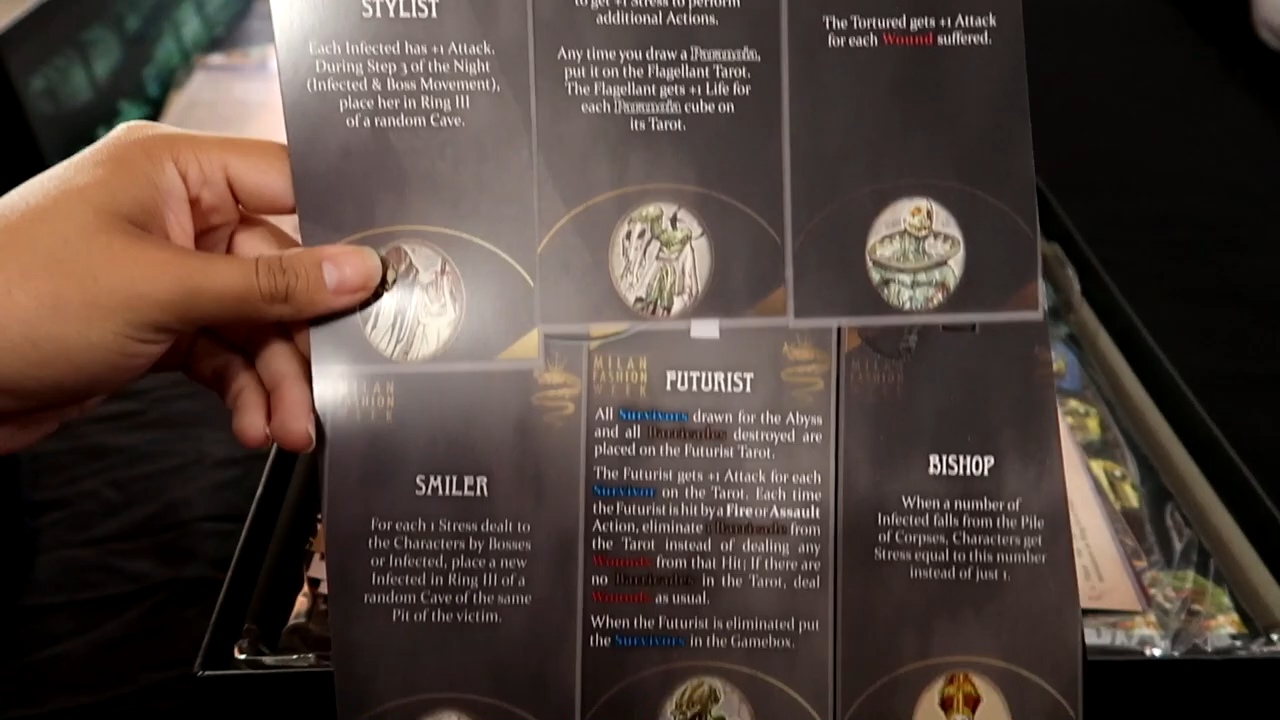 STYLIST
Each Infected has +1 Attack.
During Step 3 of the Night
(Infected & Boss Movement),
place her in Ring III
of a random Cave.
to get +1 Stress to perform
additional Actions.
Any time you draw a Paranoia,
put it on the Flagellant Tarot.
The Flagellant gets +1 Life for
each Paranoia cube on
its Tarot.
The Tortured gets +1 Attack
for each Wound suffered.
MILAN
FASHION
SMILER
For each 1 Stress dealt to
the Characters by Bosses
or Infected, place a new
Infected in Ring III of a
random Cave of the same
Pit of the victim.
MILAN
FASHION
FUTURIST
All Survivors drawn for the Abyss
and all Barricades destroyed are
placed on the Futurist Tarot.
The Futurist gets +1 Attack for each
Survivor on the Tarot. Each time
the Futurist is hit by a Fire or Assault
Action, eliminate 1 Barricade from
the Tarot instead of dealing any
Wounds from that Hit; If there are
no Barricades in the Tarot, deal
Wounds as usual.
When the Futurist is eliminated put
the Survivors in the Gamebox.
MILAN
FASHION
BISHOP
When a number of
Infected falls from the Pile
of Corpses, Characters get
Stress equal to this number
instead of just 1.